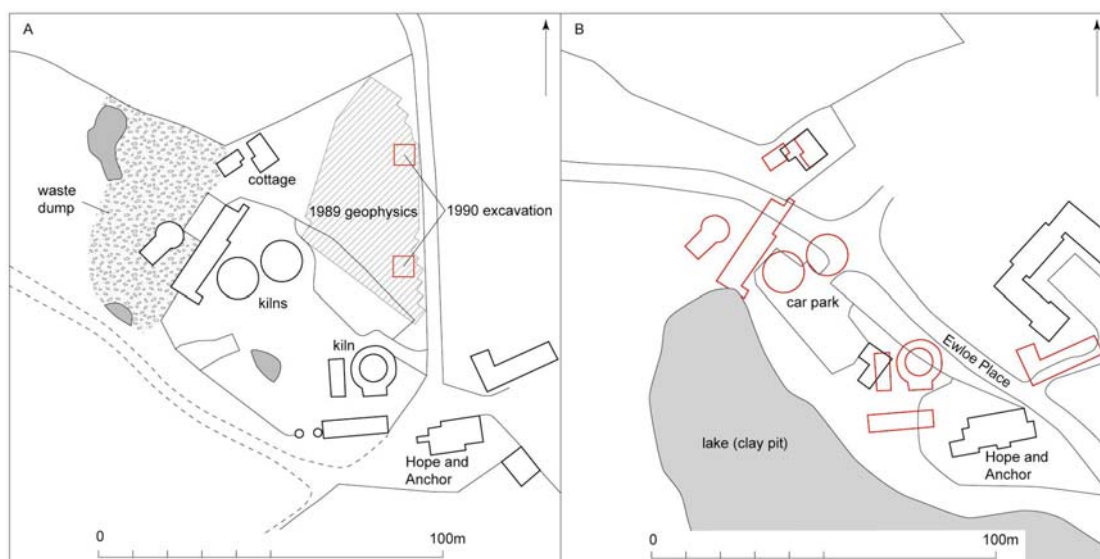 A
waste
dump
cottage
1989 geophysics
1990 excavation
kilns
kiln
Hope and
Anchor
0
100m
B
car park
Ewloe Place
lake (clay pit)
Hope and
Anchor
0
100m